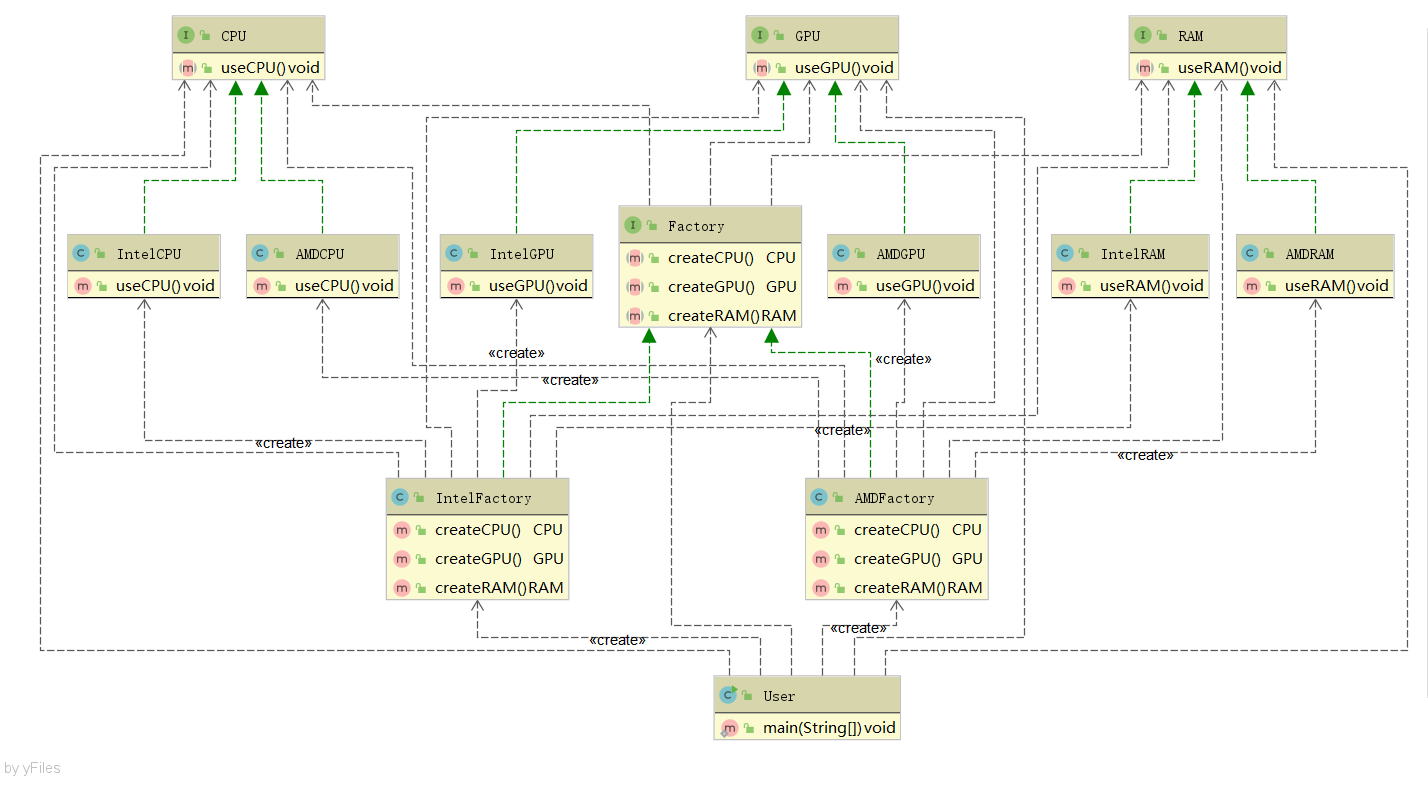 CPU
useCPU() void
GPU
useGPU() void
RAM
useRAM() void
IntelCPU
useCPU() void
AMDCPU
useCPU() void
IntelGPU
useGPU() void
Factory
createCPU() CPU
createGPU() GPU
createRAM() RAM
AMDGPU
useGPU() void
IntelRAM
useRAM() void
AMDRAM
useRAM() void
«create»
«create»
«create»
«create»
«create»
«create»
IntelFactory
createCPU() CPU
createGPU() GPU
createRAM() RAM
AMDFactory
createCPU() CPU
createGPU() GPU
createRAM() RAM
«create»
«create»
User
main(String[]) void
by yFiles